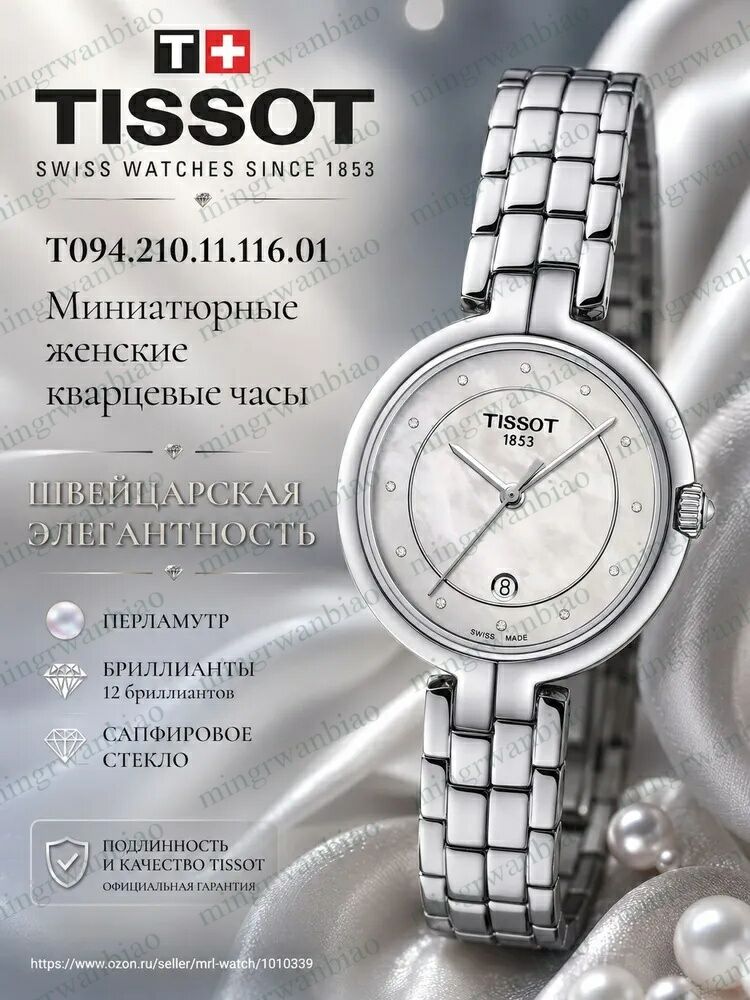 T+
TISSOT
SWISS WATCHES SINCE 1853
T094.210.11.116.01
Миниатюрные
женские
кварцевые часы
ШВЕЙЦАРСКАЯ
ЭЛЕГАНТНОСТЬ
ПЕРЛАМУТР
БРИЛЛИАНТЫ
12 бриллиантов
САПФИРОВОЕ
СТЕКЛО
ПОДЛИННОСТЬ
И КАЧЕСТВО TISSOT
ОФИЦИАЛЬНАЯ ГАРАНТИЯ
https://www.ozon.ru/seller/mrl-watch/1010339
TISSOT
1853
8
SWISS MADE
mingrwanbiao